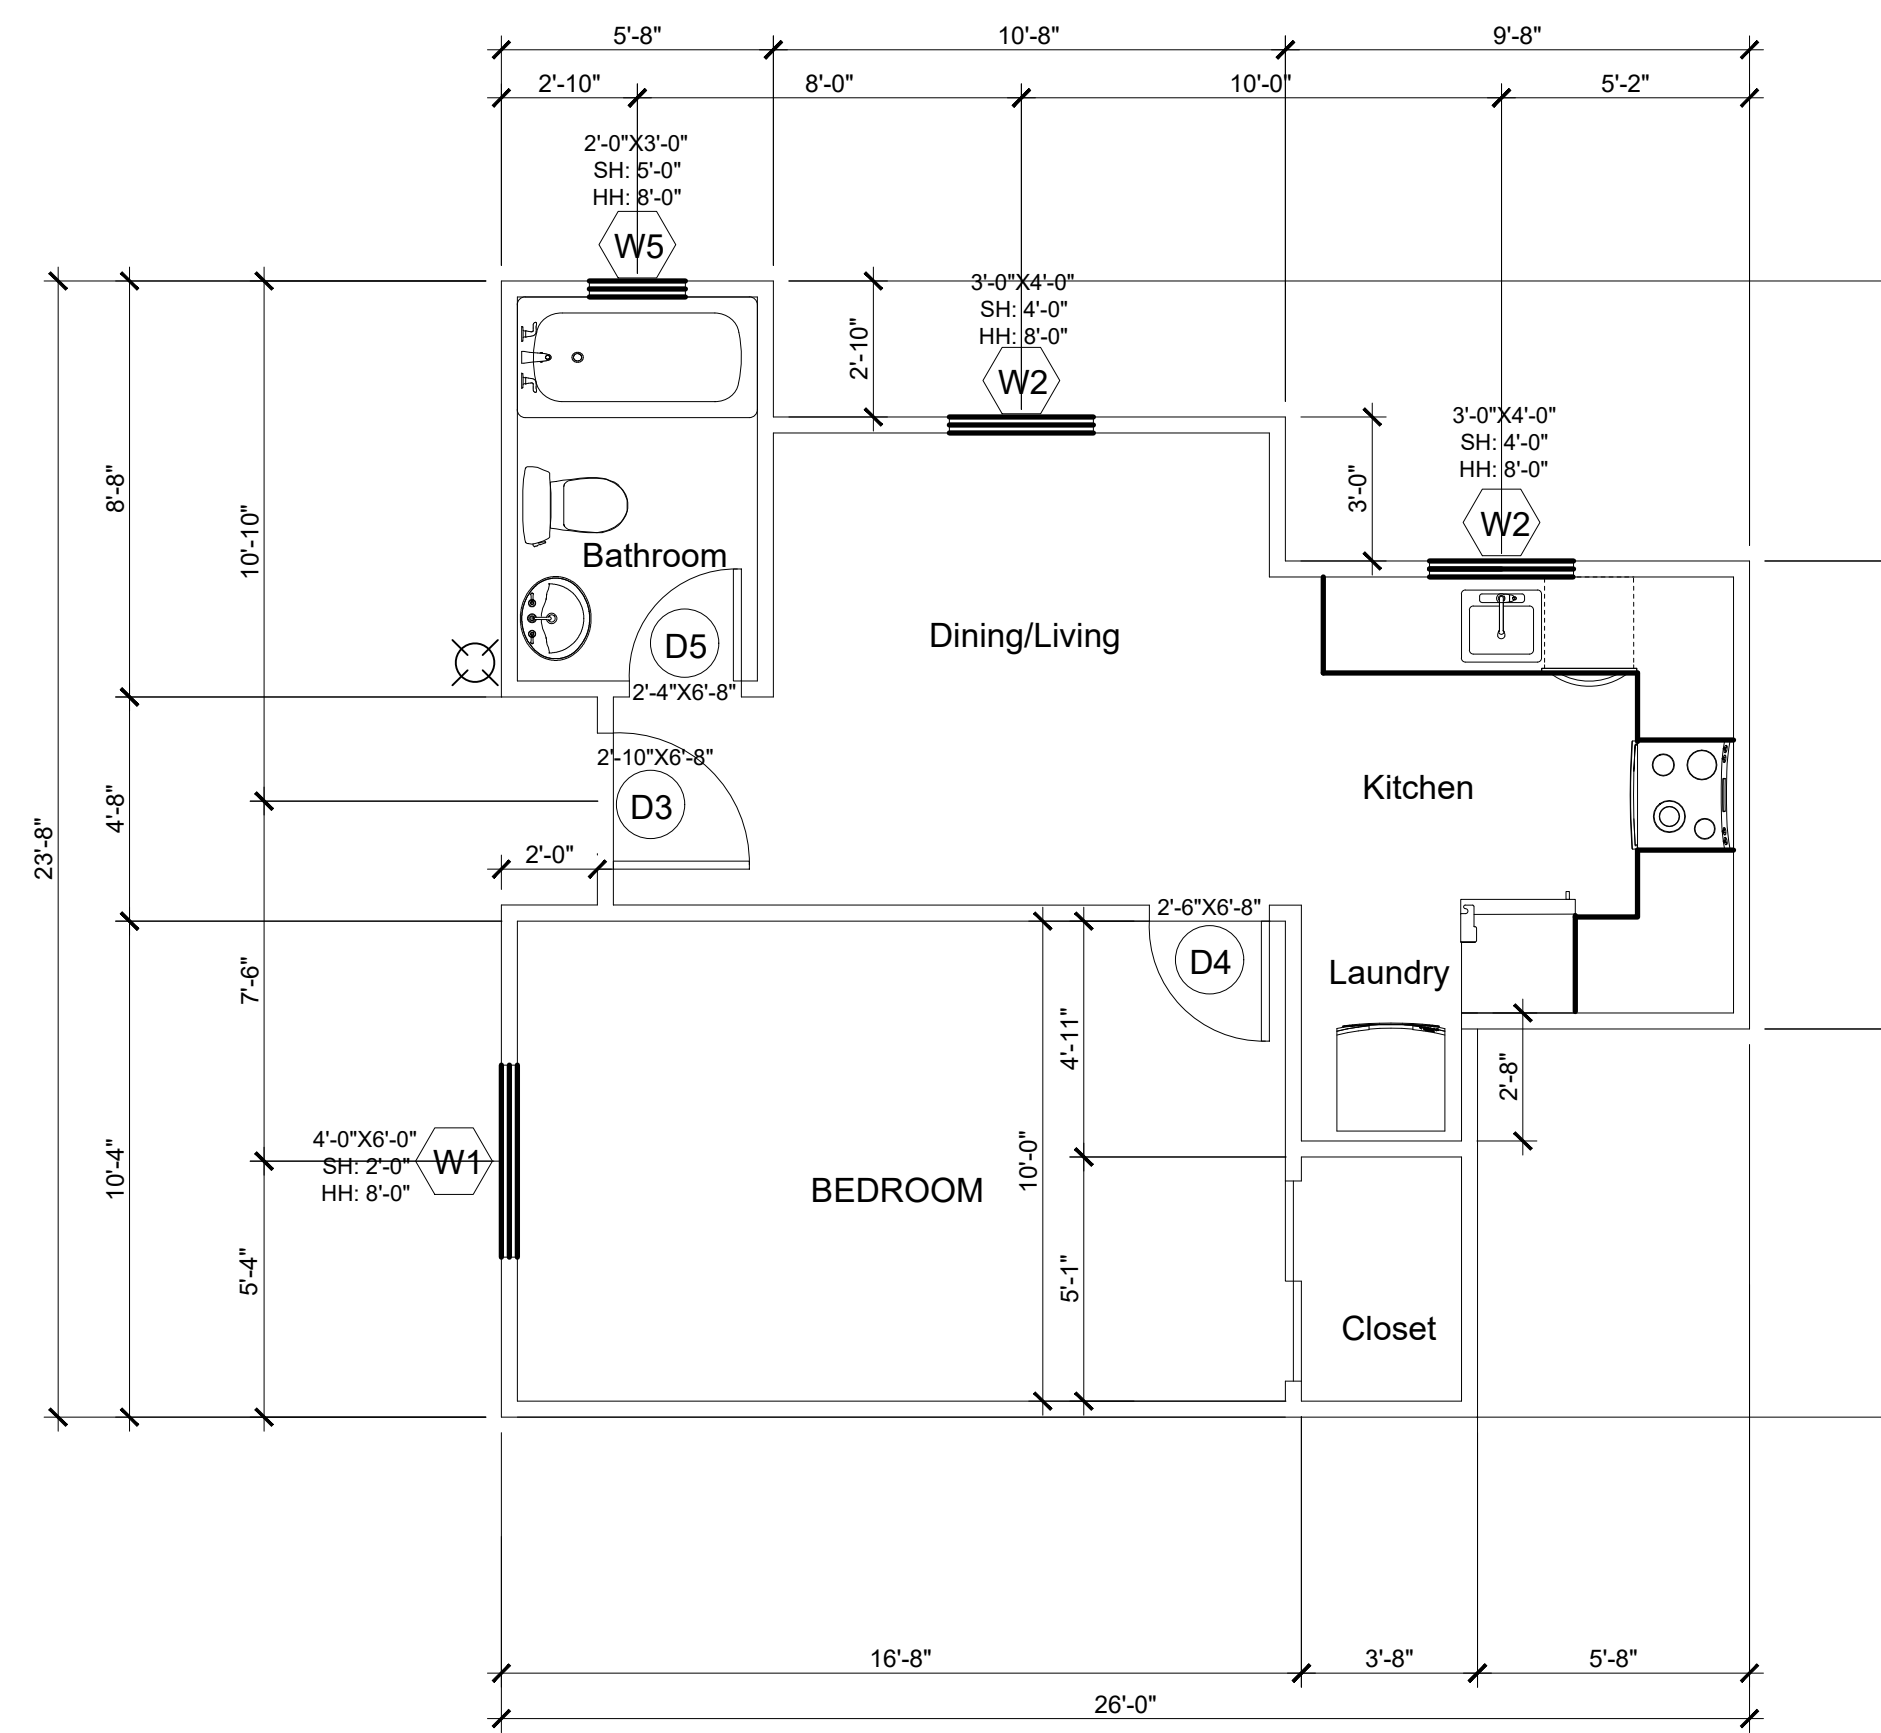 5'-8"
10'-8"
9'-8"
2'-10"
8'-0"
10'-0"
5'-2"
2'-0"X3'-0"
SH: 5'-0"
HH: 8'-0"
W5
3'-0"X4'-0"
SH: 4'-0"
HH: 8'-0"
W2
2'-10"
3'-0"X4'-0"
SH: 4'-0"
HH: 8'-0"
W2
3'-0"
8'-8"
10'-10"
Bathroom
Dining/Living
D5
2'-4"X6'-8"
2'-10"X6'-8"
D3
Kitchen
4'-8"
23'-8"
2'-0"
2'-6"X6'-8"
D4
Laundry
7'-6"
4'-11"
2'-8"
4'-0"X6'-0"
SH: 2'-0"
HH: 8'-0"
W1
10'-4"
10'-0"
BEDROOM
5'-4"
5'-1"
Closet
16'-8"
3'-8"
5'-8"
26'-0"